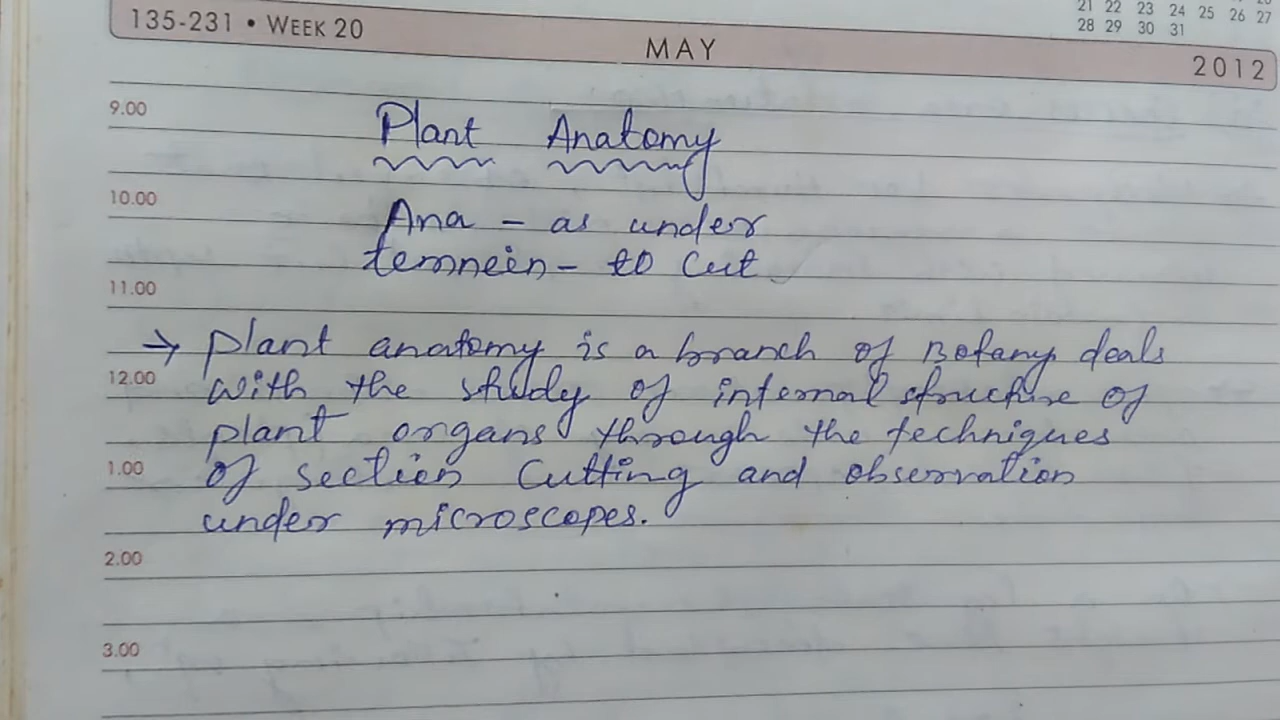 21 22 23 24 25 26 27
28 29 30 31
135-231 • WEEK 20
MAY
2012
9.00
Plant Anatomy
10.00
Ana - as under
temnein - to cut
11.00
→ plant anatomy is a branch of Botany deals
12.00
with the study of internal structure of
plant organs through the techniques
1.00
of section cutting and observation
under microscopes.
2.00
3.00